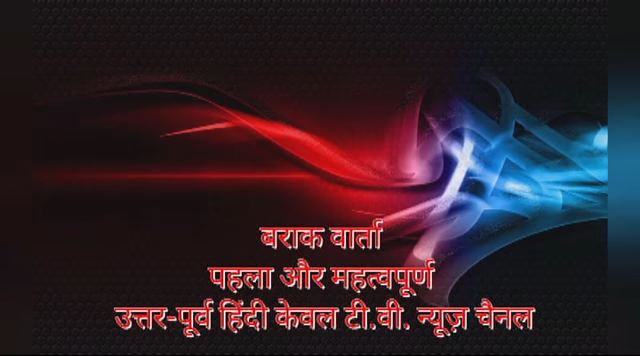 बराक वार्ता
पहला और महत्वपूर्ण
उत्तर-पूर्व हिंदी केवल टी.वी. न्यूज़ चैनल